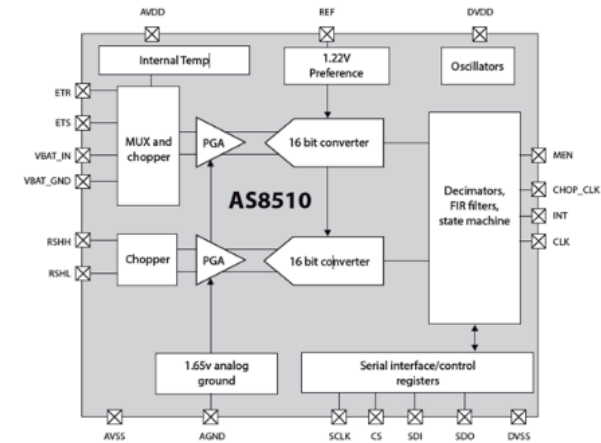 AVDD REF DVDD
Internal Temp
1.22V
Preference
Oscillators
ETR
ETS
VBAT_IN
VBAT_GND
MUX and
chopper
PGA
16 bit converter
AS8510
Decimators,
FIR filters,
state machine
MEN
CHOP_CLK
INT
CLK
RSHH
RSHL
Chopper
PGA
16 bit converter
1.65v analog
ground
Serial interface/control
registers
AVSS AGND SCLK CS SDI SDO DVSS